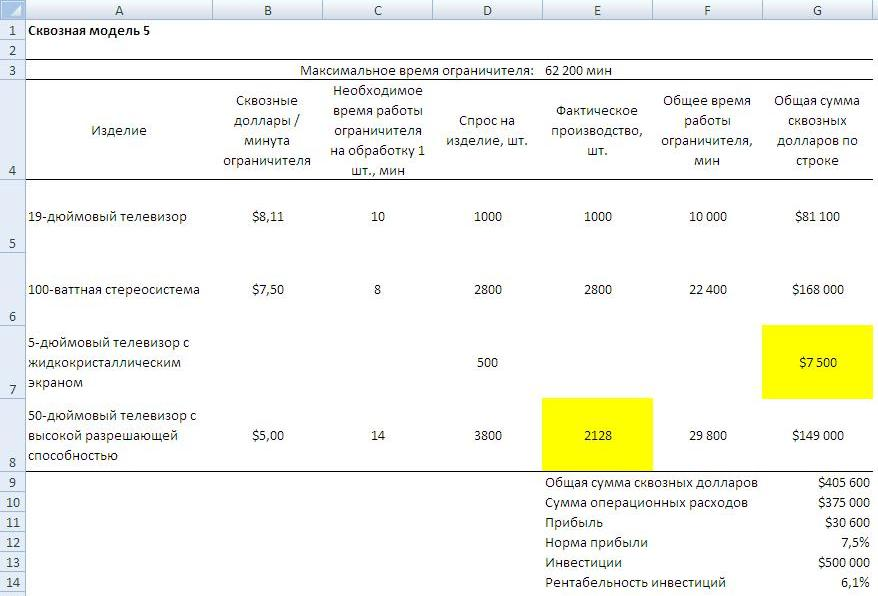 A B C D E F G
1 Сквозная модель 5
2
3 Максимальное время ограничителя: 62 200 мин
Изделие
Сквозные
доллары /
минута
ограничителя
Необходимое
время работы
ограничителя
на обработку 1
шт., мин
Спрос на
изделие, шт.
Фактическое
производство,
шт.
Общее время
работы
ограничителя,
мин
Общая сумма
сквозных
долларов по
строке
4
19-дюймовый телевизор $8,11 10 1000 1000 10 000 $81 100
5
100-ваттная стереосистема $7,50 8 2800 2800 22 400 $168 000
6
5-дюймовый телевизор с
жидкокристаллическим 500 $7 500
экраном
7
50-дюймовый телевизор с
высокой разрешающей $5,00 14 3800 2128 29 800 $149 000
способностью
8
9 Общая сумма сквозных долларов $405 600
10 Сумма операционных расходов $375 000
11 Прибыль $30 600
12 Норма прибыли 7,5%
13 Инвестиции $500 000
14 Рентабельность инвестиций 6,1%